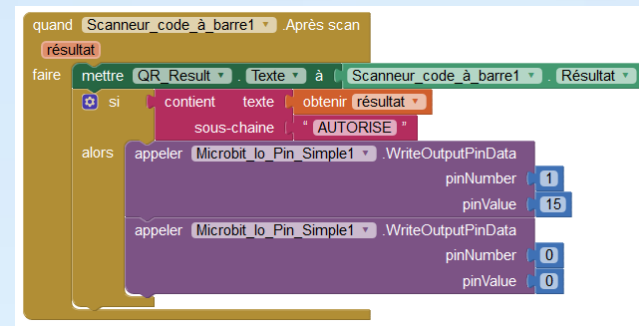 quand Scanneur_code_à_barre1 .Après scan
résultat
faire mettre QR_Result . Texte à Scanneur_code_à_barre1 . Résultat
si contient texte obtenir résultat
sous-chaine " AUTORISE "
alors appeler Microbit_Io_Pin_Simple1 .WriteOutputPinData
pinNumber 1
pinValue 15
appeler Microbit_Io_Pin_Simple1 .WriteOutputPinData
pinNumber 0
pinValue 0